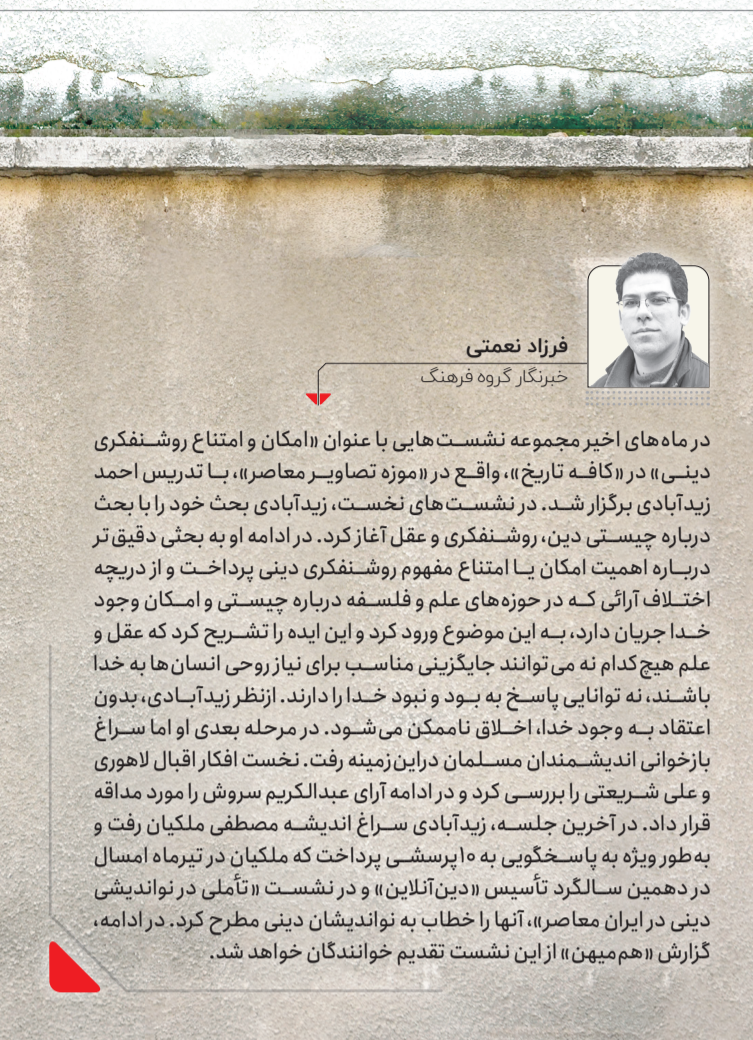 فرزاد نعمتی
خبرنگار گروه فرهنگ
در ماه‌های اخیر مجموعه نشست‌هایی با عنوان «امکان و امتناع روشنفکری
دینی» در «کافه تاریخ»، واقع در «موزه تصاویر معاصر»، با تدریس احمد
زیدآبادی برگزار شد. در نشست‌های نخست، زیدآبادی بحث خود را با بحث
درباره چیستی دین، روشنفکری و عقل آغاز کرد. در ادامه او به بحثی دقیق‌تر
درباره اهمیت امکان یا امتناع مفهوم روشنفکری دینی پرداخت و از دریچه
اختلاف آرائی که در حوزه‌های علم و فلسفه درباره چیستی و امکان وجود
خدا جریان دارد، به این موضوع ورود کرد و این ایده را تشریح کرد که عقل و
علم هیچ‌کدام نه می‌توانند جایگزینی مناسب برای نیاز روحی انسان‌ها به خدا
باشند، نه توانایی پاسخ به بود و نبود خدا را دارند. ازنظر زیدآبادی، بدون
اعتقاد به وجود خدا، اخلاق ناممکن می‌شود. در مرحله بعدی او اما سراغ
بازخوانی اندیشمندان مسلمان دراین‌زمینه رفت. نخست افکار اقبال لاهوری
و علی شریعتی را بررسی کرد و در ادامه آرای عبدالکریم سروش را مورد مداقه
قرار داد. در آخرین جلسه، زیدآبادی سراغ اندیشه مصطفی ملکیان رفت و
به‌طور ویژه به پاسخگویی به ۱۰پرسشی پرداخت که ملکیان در تیرماه امسال
در دهمین سالگرد تأسیس «دین‌آنلاین» و در نشست «تأملی در نواندیشی
دینی در ایران معاصر»، آنها را خطاب به نواندیشان دینی مطرح کرد. در ادامه،
گزارش «هم‌میهن» از این نشست تقدیم خوانندگان خواهد شد.